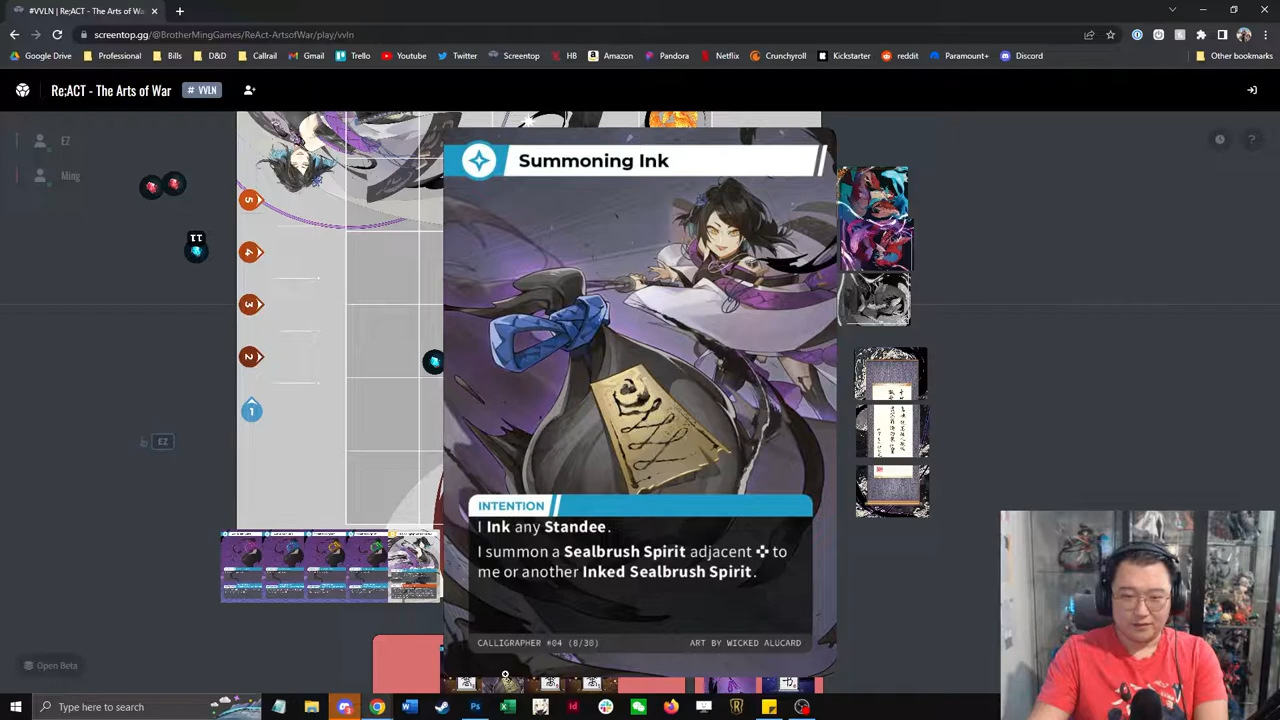 #VVLN | Re;ACT - The Arts of War
screentop.gg/@BrotherMingGames/ReAct-ArtsofWar/play/vvln
Google Drive
Professional
Bills
D&D
Callrail
Gmail
Trello
Youtube
Twitter
Screentop
HB
Amazon
Pandora
Netflix
Crunchyroll
Kickstarter
reddit
Paramount+
Discord
Other bookmarks
Re;ACT - The Arts of War
# VVLN
EZ
Ming
11
5
4
3
2
1
EZ
Summoning Ink
INTENTION
I Ink any Standee.
I summon a Sealbrush Spirit adjacent to
me or another Inked Sealbrush Spirit.
CALLIGRAPHER #04 (8/30)
ART BY WICKED ALUCARD
Open Beta
Type here to search